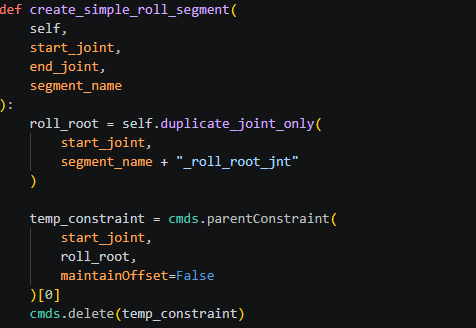 def create_simple_roll_segment(
    self,
    start_joint,
    end_joint,
    segment_name
):
    roll_root = self.duplicate_joint_only(
        start_joint,
        segment_name + "_roll_root_jnt"
    )

    temp_constraint = cmds.parentConstraint(
        start_joint,
        roll_root,
        maintainOffset=False
    )[0]
    cmds.delete(temp_constraint)